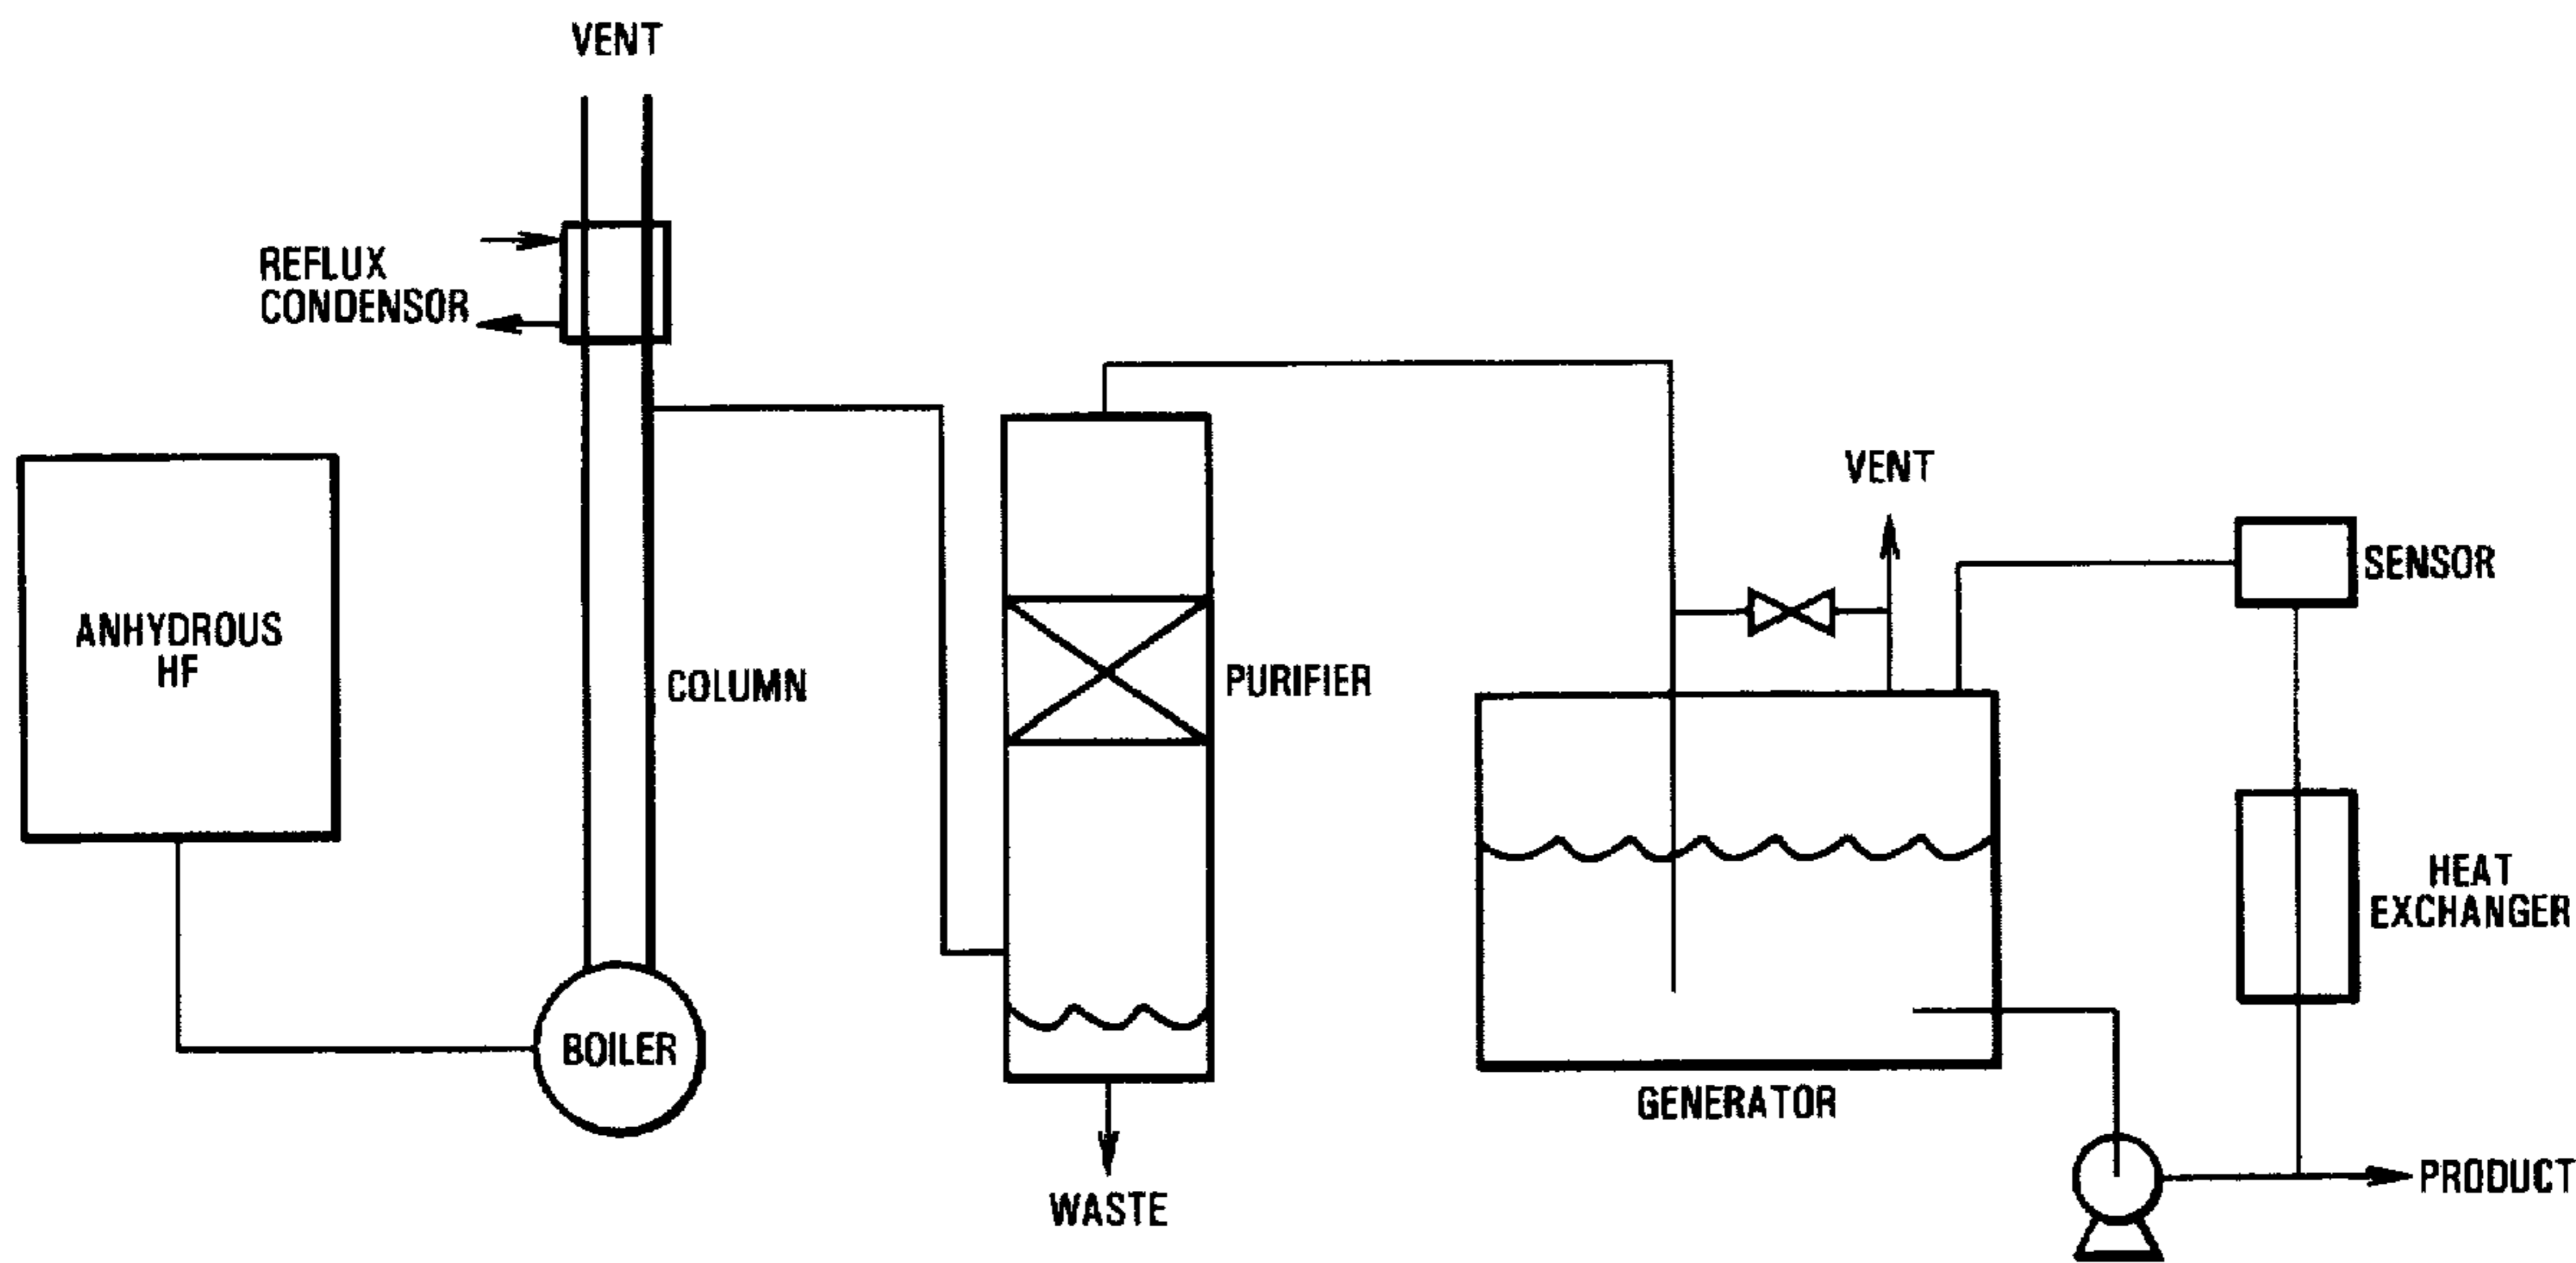 VENT
REFLUX
CONDENSOR
ANHYDROUS
HF
COLUMN
BOILER
PURIFIER
WASTE
VENT
SENSOR
HEAT
EXCHANGER
GENERATOR
PRODUCT